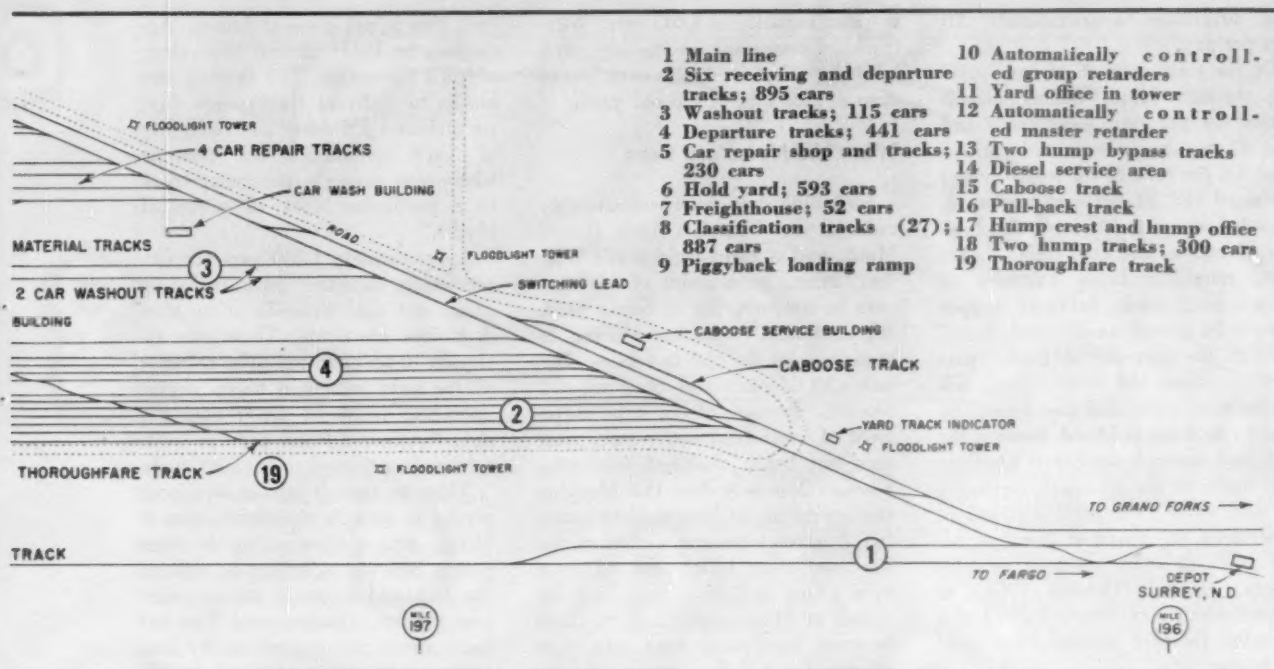 1 Main line
2 Six receiving and departure
tracks; 895 cars
3 Washout tracks; 115 cars
4 Departure tracks; 441 cars
5 Car repair shop and tracks;
230 cars
6 Hold yard; 593 cars
7 Freighthouse; 52 cars
8 Classification tracks (27);
887 cars
9 Piggyback loading ramp
10 Automatically controll-
ed group retarders
11 Yard office in tower
12 Automatically controll-
ed master retarder
13 Two hump bypass tracks
14 Diesel service area
15 Caboose track
16 Pull-back track
17 Hump crest and hump office
18 Two hump tracks; 300 cars
19 Thoroughfare track
FLOODLIGHT TOWER
4 CAR REPAIR TRACKS
CAR WASH BUILDING
ROAD
MATERIAL TRACKS
FLOODLIGHT TOWER
3
SWITCHING LEAD
2 CAR WASHOUT TRACKS
BUILDING
CABOOSE SERVICE BUILDING
4
CABOOSE TRACK
2
YARD TRACK INDICATOR
FLOODLIGHT TOWER
THOROUGHFARE TRACK
19
FLOODLIGHT TOWER
TO GRAND FORKS
TRACK
1
TO FARGO
DEPOT
SURREY, N.D.
MILE
197
MILE
196